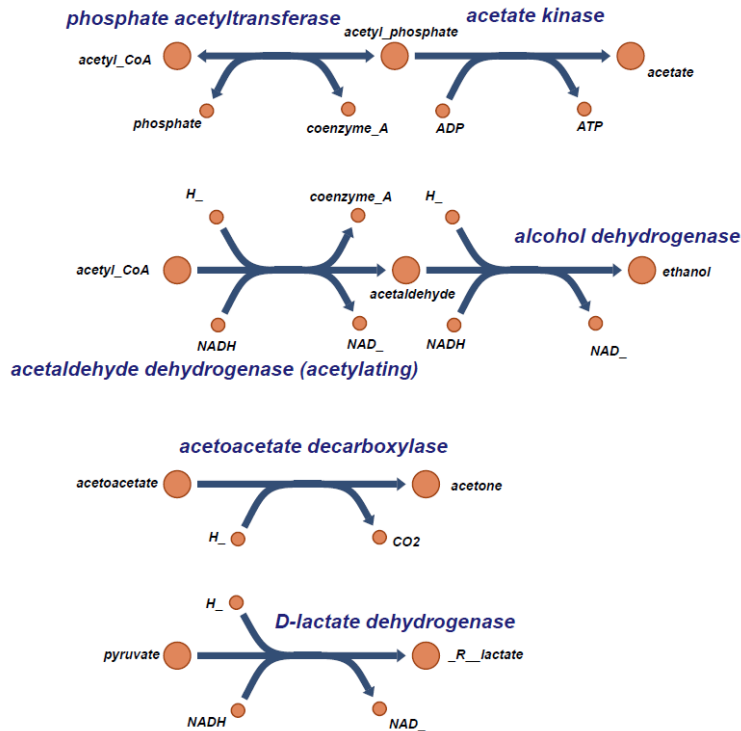 phosphate acetyltransferase
acetate kinase
acetyl_CoA
acetyl_phosphate
acetate
phosphate
coenzyme_A
ADP
ATP
H_
coenzyme_A
H_
alcohol dehydrogenase
acetyl_CoA
acetaldehyde
ethanol
NADH
NAD_
NADH
NAD_
acetaldehyde dehydrogenase (acetylating)
acetoacetate decarboxylase
acetoacetate
acetone
H_
CO2
H_
D-lactate dehydrogenase
pyruvate
_R__lactate
NADH
NAD_